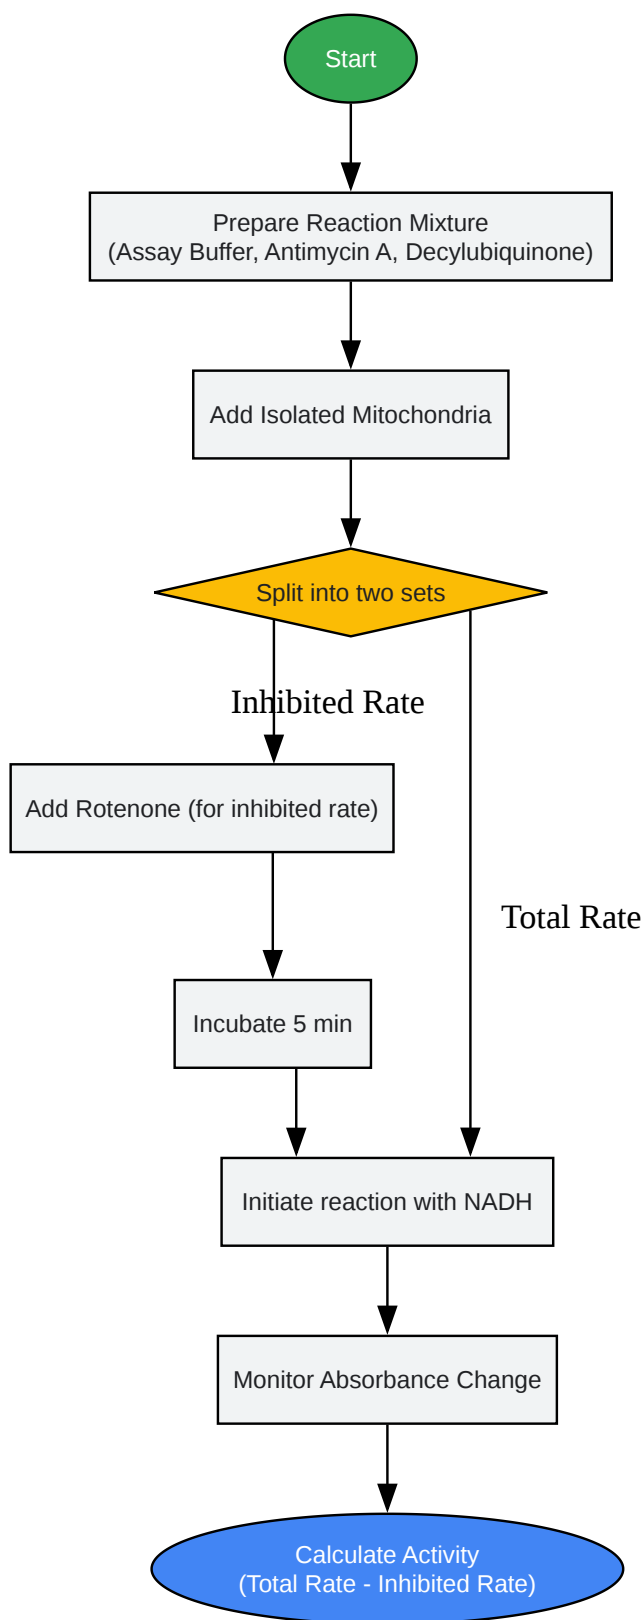 Start
Prepare Reaction Mixture
(Assay Buffer, Antimycin A, Decylubiquinone)
Add Isolated Mitochondria
Split into two sets
Inhibited Rate
Add Rotenone (for inhibited rate)
Total Rate
Incubate 5 min
Initiate reaction with NADH
Monitor Absorbance Change
Calculate Activity
(Total Rate - Inhibited Rate)